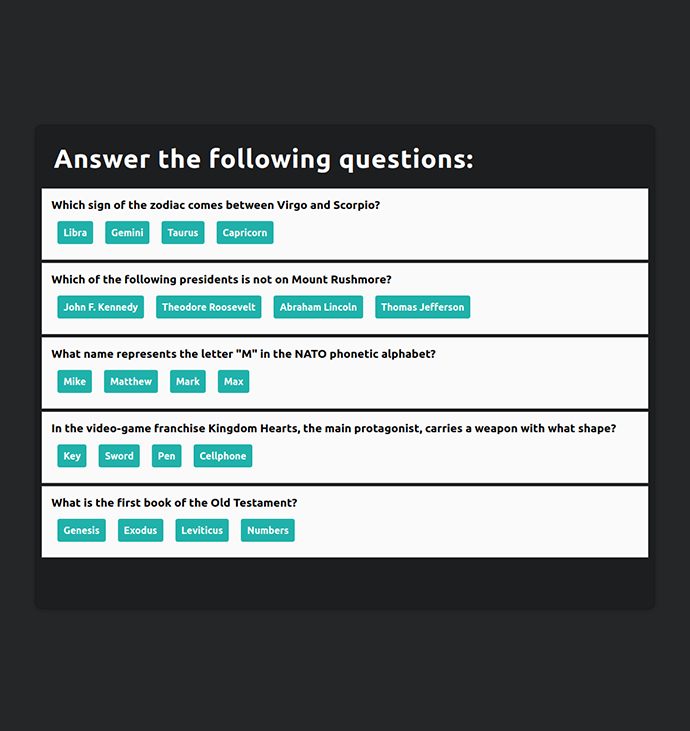 Answer the following questions:
Which sign of the zodiac comes between Virgo and Scorpio?
Libra Gemini Taurus Capricorn
Which of the following presidents is not on Mount Rushmore?
John F. Kennedy Theodore Roosevelt Abraham Lincoln Thomas Jefferson
What name represents the letter "M" in the NATO phonetic alphabet?
Mike Matthew Mark Max
In the video-game franchise Kingdom Hearts, the main protagonist, carries a weapon with what shape?
Key Sword Pen Cellphone
What is the first book of the Old Testament?
Genesis Exodus Leviticus Numbers